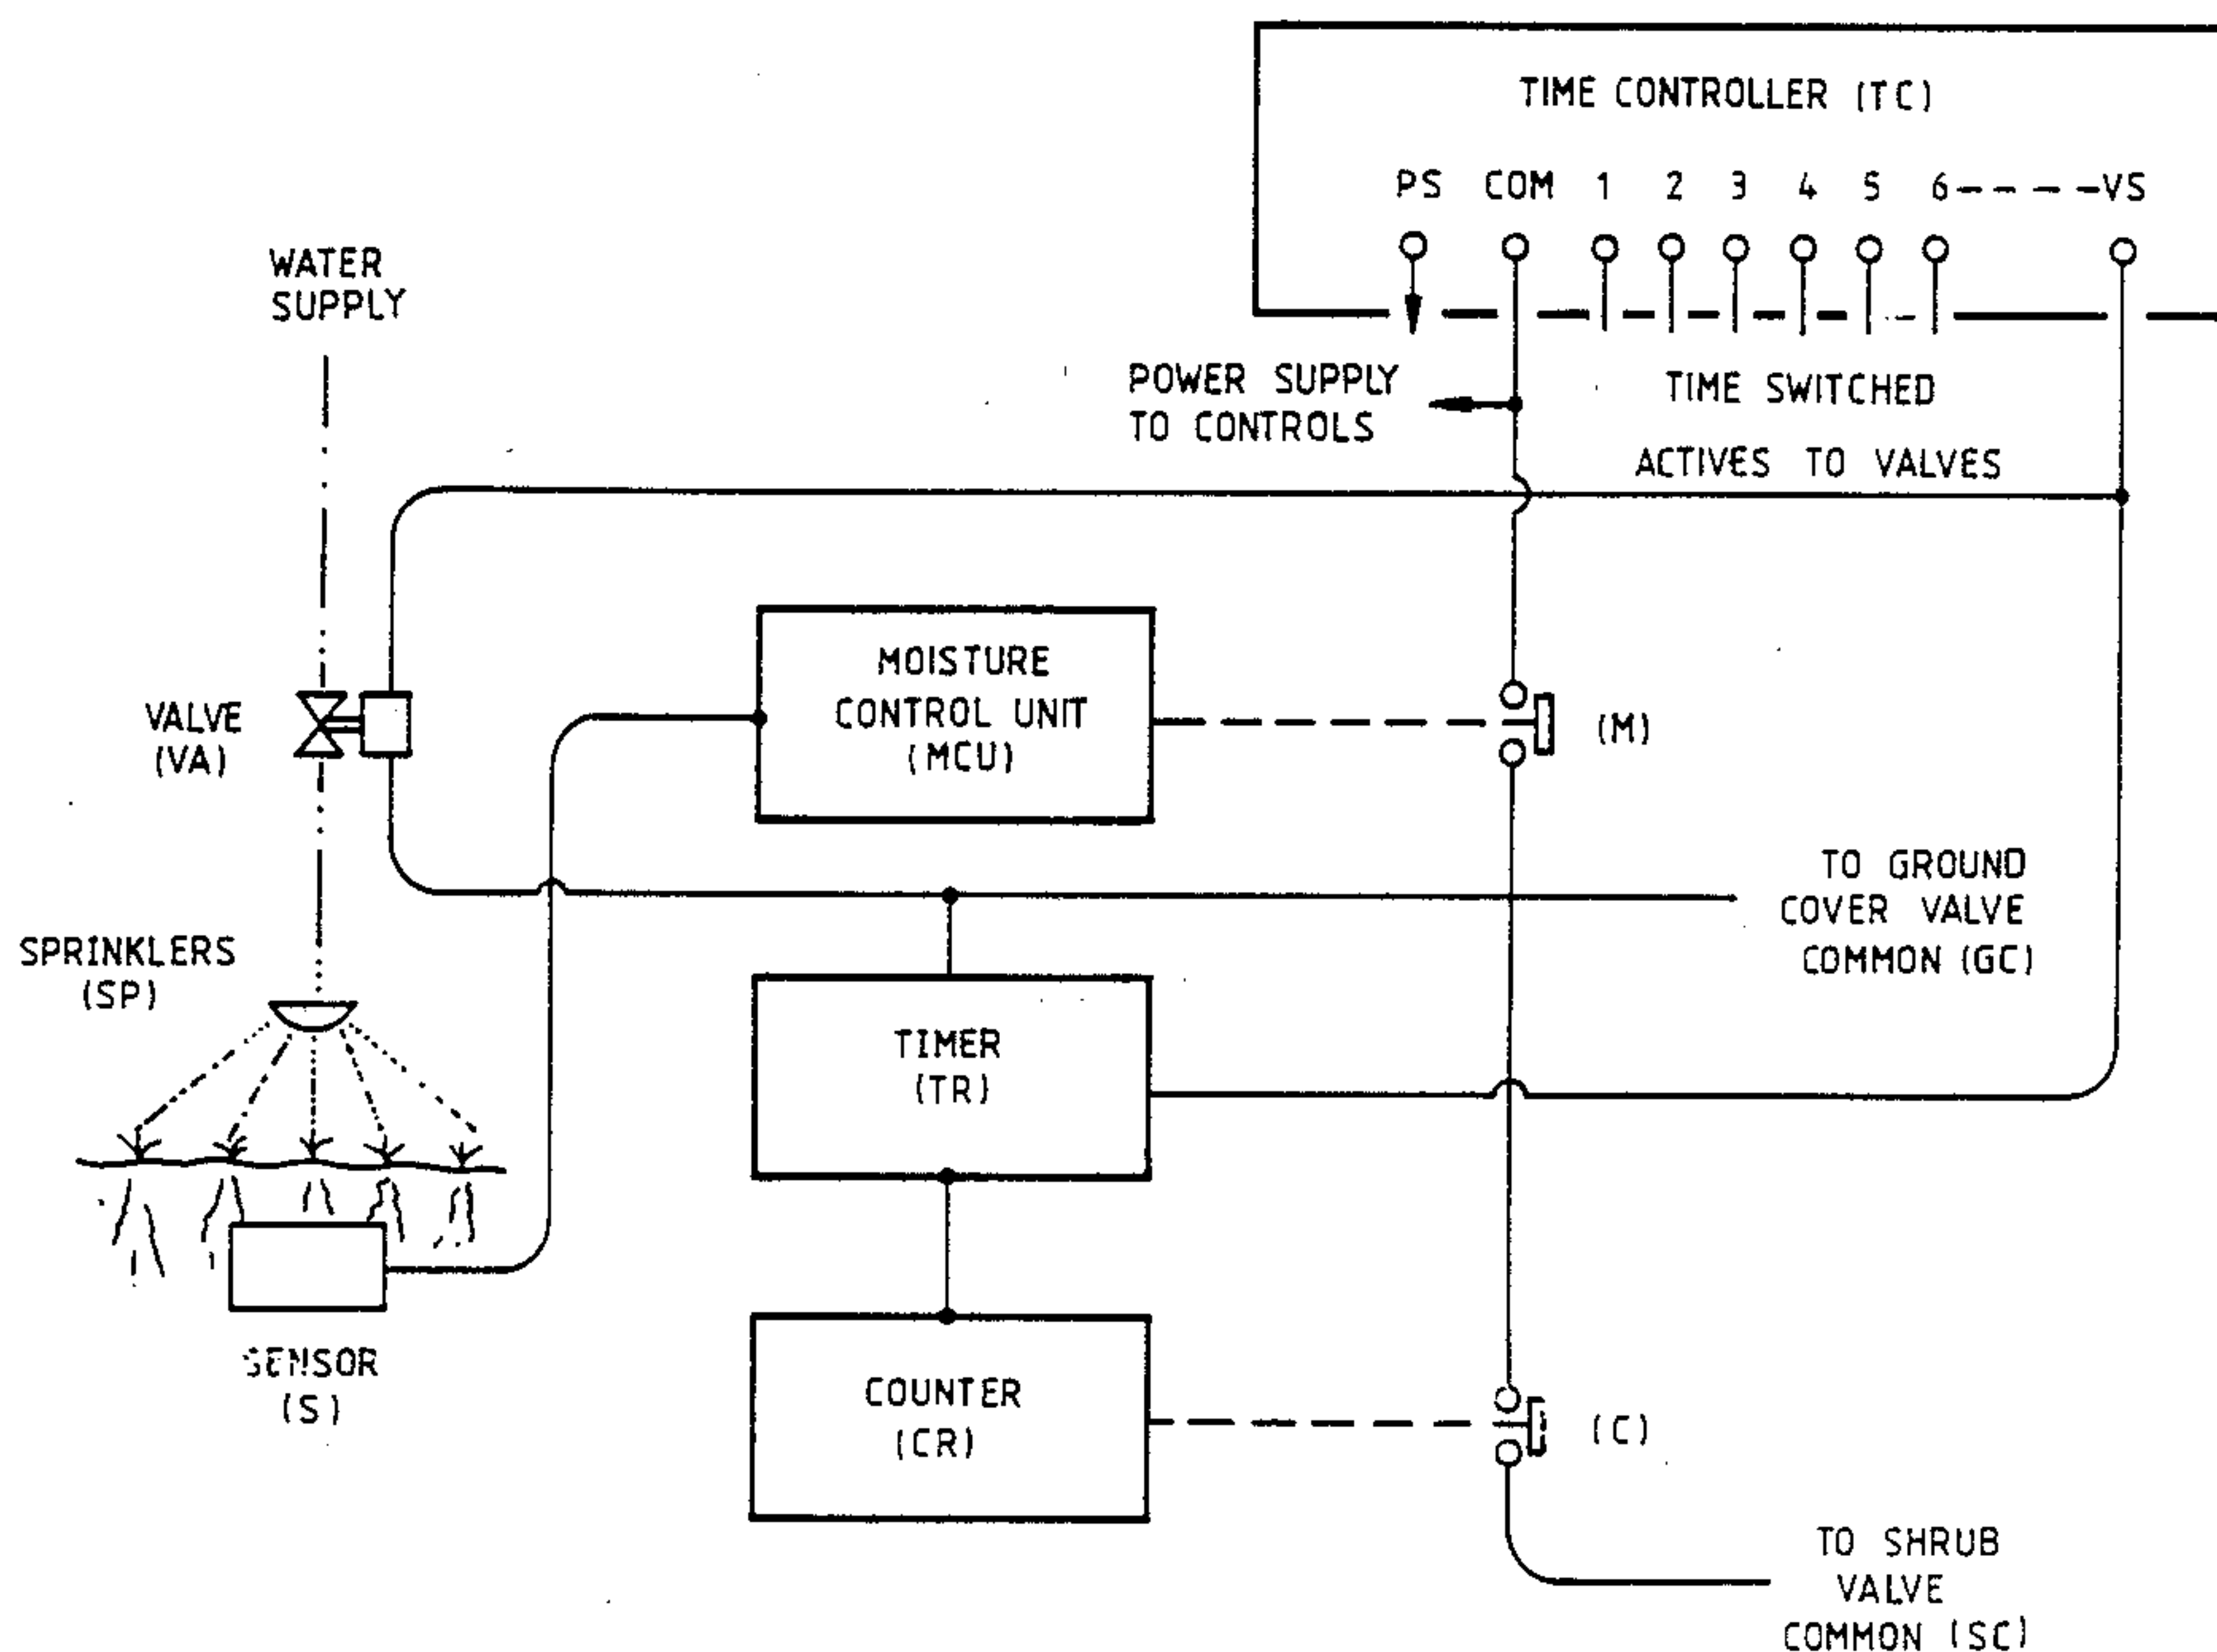 TIME CONTROLLER (TC)
PS COM 1 2 3 4 5 6 - - - - - VS
WATER
SUPPLY
POWER SUPPLY
TO CONTROLS
TIME SWITCHED
ACTIVES TO VALVES
MOISTURE
CONTROL UNIT
(MCU)
VALVE
(VA)
(M)
TO GROUND
COVER VALVE
COMMON (GC)
SPRINKLERS
(SP)
TIMER
(TR)
SENSOR
(S)
COUNTER
(CR)
(C)
TO SHRUB
VALVE
COMMON (SC)